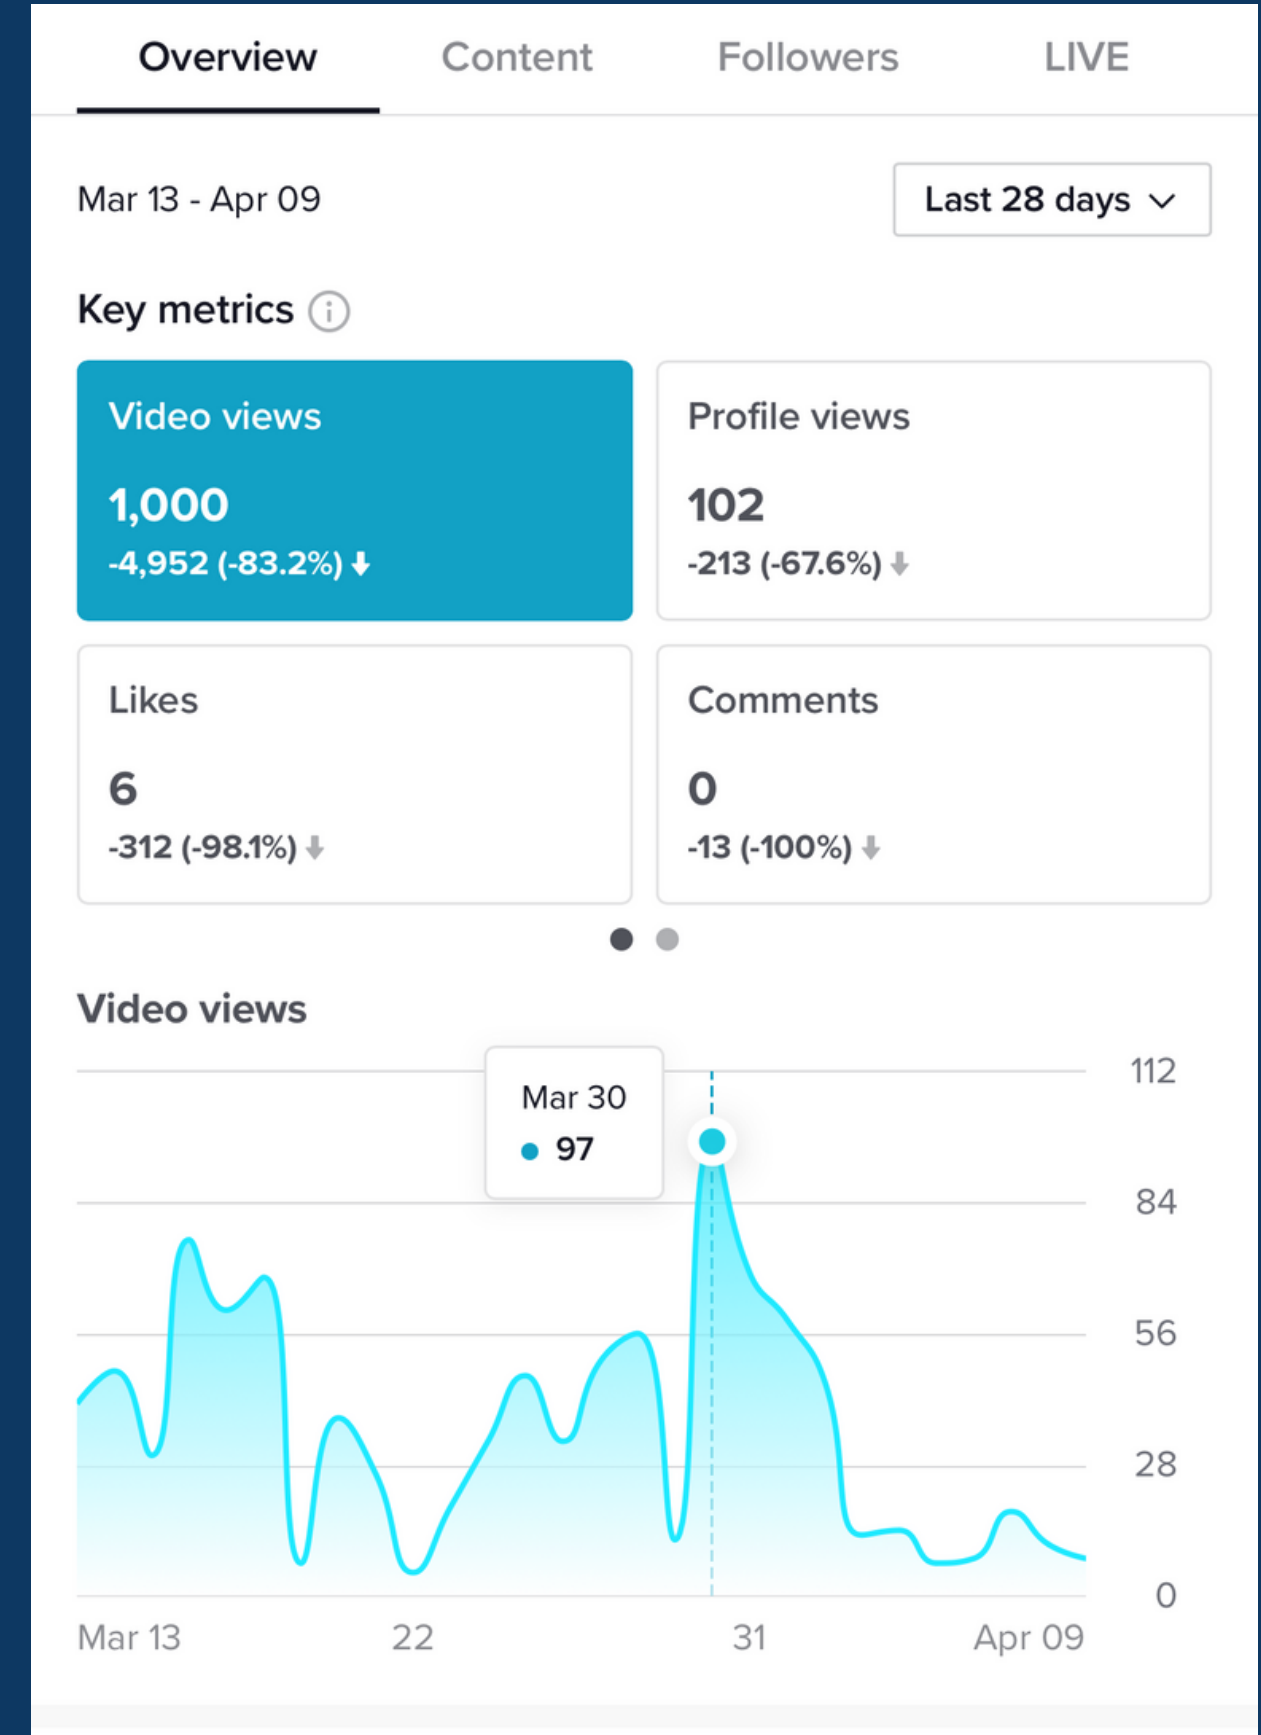 Overview Content Followers LIVE
Mar 13 - Apr 09 Last 28 days
Key metrics
Video views
1,000
-4,952 (-83.2%)
Profile views
102
-213 (-67.6%)
Likes
6
-312 (-98.1%)
Comments
0
-13 (-100%)
Video views
Mar 30
97
112
84
56
28
0
Mar 13 22 31 Apr 09